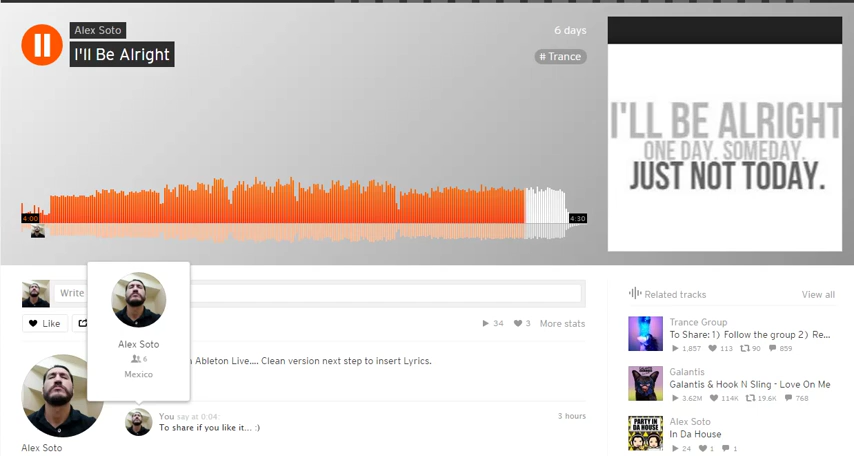 Alex Soto
6 days
I'll Be Alright
# Trance
I'LL BE ALRIGHT
ONE DAY. SOMEDAY.
JUST NOT TODAY.
4:00
4:30
Write
Like
34
3
More stats
Alex Soto
6
Mexico
Ableton Live.... Clean version next step to insert Lyrics.
You say at 0:04:
3 hours
To share if you like it... :)
Alex Soto
Related tracks
View all
Trance Group
To Share: 1) Follow the group 2) Re...
1,857 113 90 859
Galantis
Galantis & Hook N Sling - Love On Me
3.62M 114K 19.6K 768
PARTY IN
DA HOUSE
Alex Soto
In Da House
24 1 1